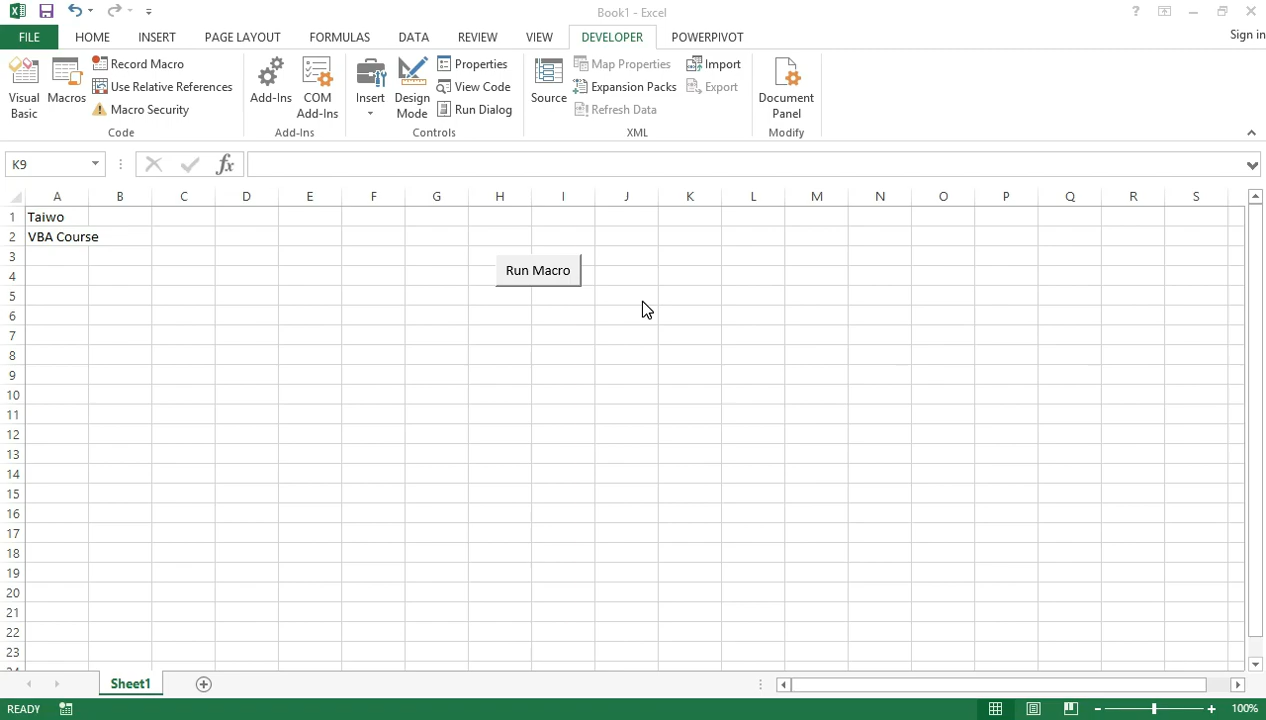 Book1 - Excel
?
FILE HOME INSERT PAGE LAYOUT FORMULAS DATA REVIEW VIEW DEVELOPER POWERPIVOT Sign in
Visual Basic
Macros
Record Macro
Use Relative References
Macro Security
Code
Add-Ins
COM Add-Ins
Add-Ins
Insert
Design Mode
Properties
View Code
Run Dialog
Controls
Source
Map Properties
Expansion Packs
Refresh Data
Import
Export
XML
Document Panel
Modify
K9 fx
A B C D E F G H I J K L M N O P Q R S
1 Taiwo
2 VBA Course
3
Run Macro
4
5
6
7
8
9
10
11
12
13
14
15
16
17
18
19
20
21
22
23
24
Sheet1
READY 100%